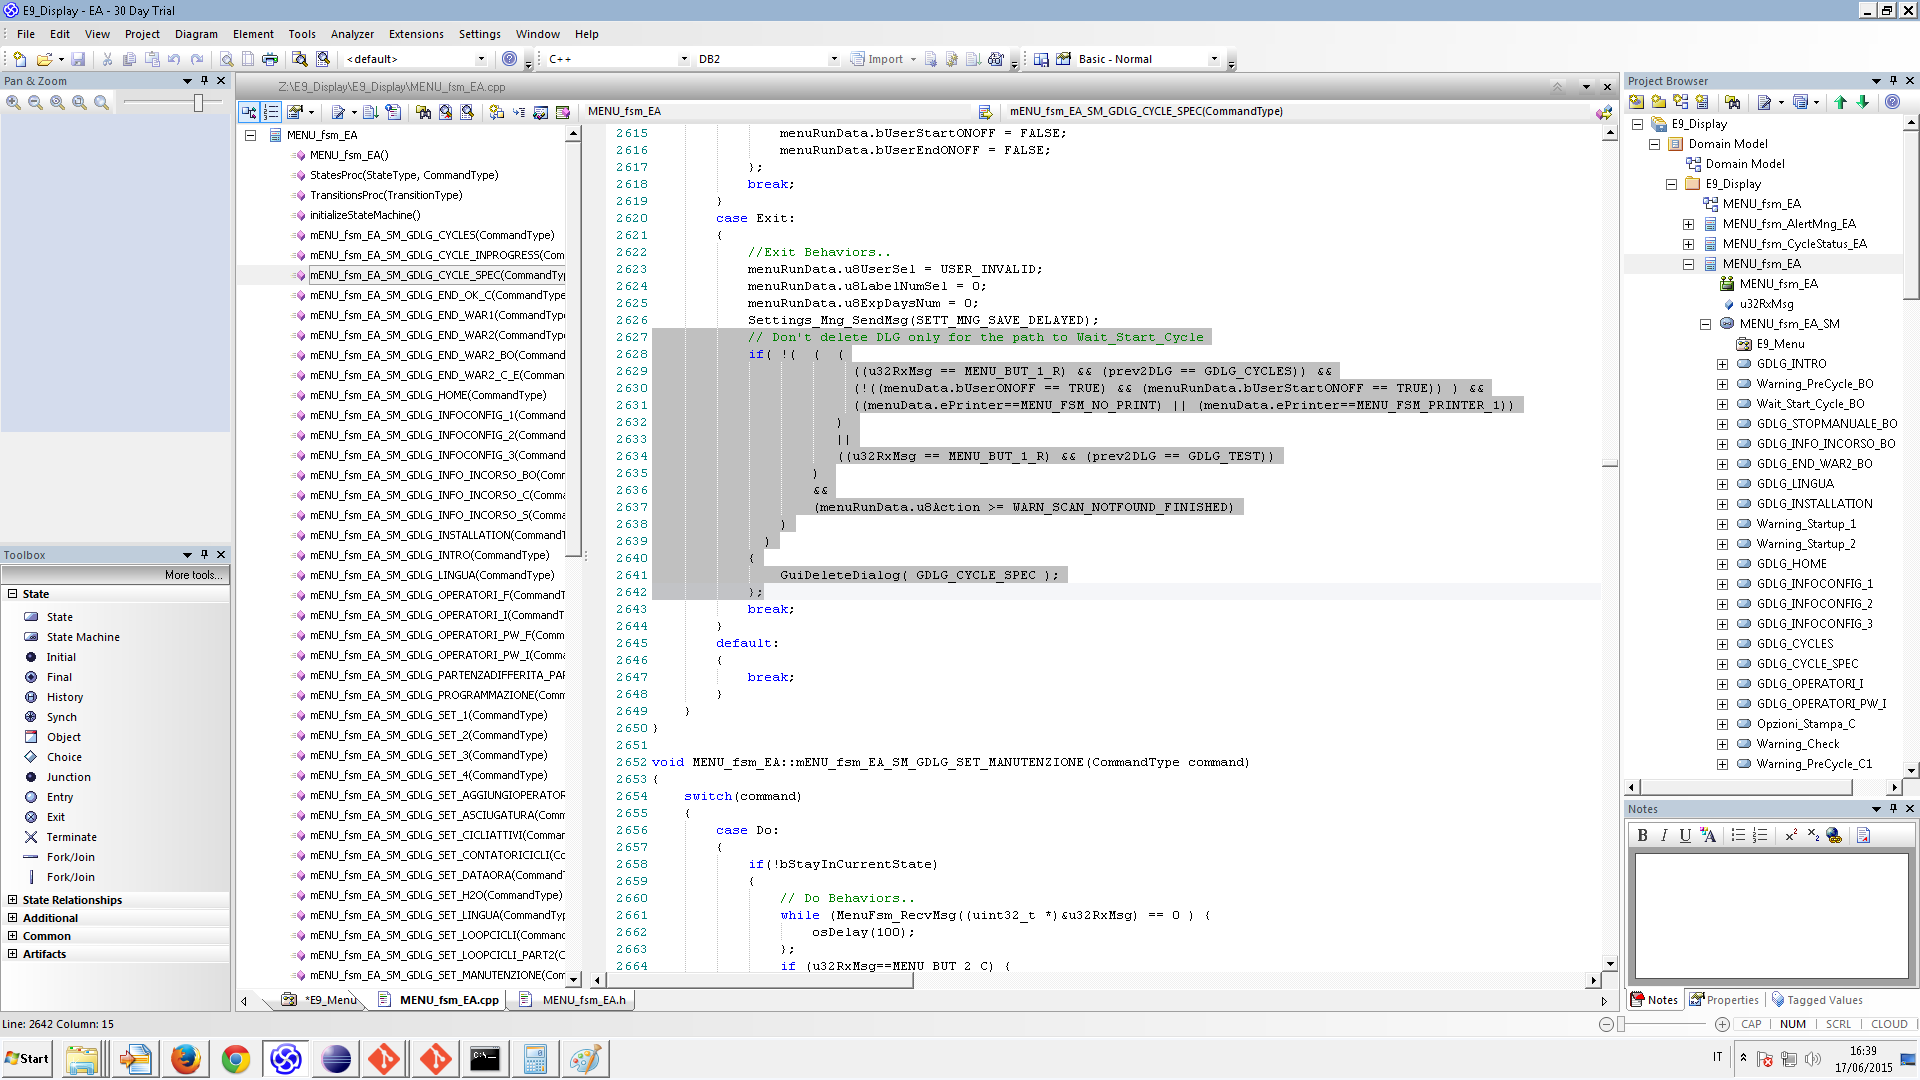 E9_Display - EA - 30 Day Trial
File Edit View Project Diagram Element Tools Analyzer Extensions Settings Window Help
<default> C++ DB2 Import Basic - Normal
Pan & Zoom
Z:\E9_Display\E9_Display\MENU_fsm_EA.cpp
MENU_fsm_EA
mENU_fsm_EA_SM_GDLG_CYCLE_SPEC(CommandType)
MENU_fsm_EA
MENU_fsm_EA()
StatesProc(StateType, CommandType)
TransitionsProc(TransitionType)
initializeStateMachine()
mENU_fsm_EA_SM_GDLG_CYCLES(CommandType)
mENU_fsm_EA_SM_GDLG_CYCLE_INPROGRESS(Com
mENU_fsm_EA_SM_GDLG_CYCLE_SPEC(CommandTyp
mENU_fsm_EA_SM_GDLG_END_OK_C(CommandType
mENU_fsm_EA_SM_GDLG_END_WAR1(CommandType
mENU_fsm_EA_SM_GDLG_END_WAR2(CommandType
mENU_fsm_EA_SM_GDLG_END_WAR2_BO(Command
mENU_fsm_EA_SM_GDLG_END_WAR2_C_E(Command
mENU_fsm_EA_SM_GDLG_HOME(CommandType)
mENU_fsm_EA_SM_GDLG_INFOCONFIG_1(Command
mENU_fsm_EA_SM_GDLG_INFOCONFIG_2(Command
mENU_fsm_EA_SM_GDLG_INFOCONFIG_3(Command
mENU_fsm_EA_SM_GDLG_INFO_INCORSO_BO(Comm
mENU_fsm_EA_SM_GDLG_INFO_INCORSO_C(Comma
mENU_fsm_EA_SM_GDLG_INFO_INCORSO_S(Comma
mENU_fsm_EA_SM_GDLG_INSTALLATION(CommandT
mENU_fsm_EA_SM_GDLG_INTRO(CommandType)
mENU_fsm_EA_SM_GDLG_LINGUA(CommandType)
mENU_fsm_EA_SM_GDLG_OPERATORI_F(CommandT
mENU_fsm_EA_SM_GDLG_OPERATORI_I(CommandT
mENU_fsm_EA_SM_GDLG_OPERATORI_PW_F(Comm
mENU_fsm_EA_SM_GDLG_OPERATORI_PW_I(Comma
mENU_fsm_EA_SM_GDLG_PARTENZADIFFERITA_PAR
mENU_fsm_EA_SM_GDLG_PROGRAMMAZIONE(Comm
mENU_fsm_EA_SM_GDLG_SET_1(CommandType)
mENU_fsm_EA_SM_GDLG_SET_2(CommandType)
mENU_fsm_EA_SM_GDLG_SET_3(CommandType)
mENU_fsm_EA_SM_GDLG_SET_4(CommandType)
mENU_fsm_EA_SM_GDLG_SET_AGGIUNGIOPERATOR
mENU_fsm_EA_SM_GDLG_SET_ASCIUGATURA(Comm
mENU_fsm_EA_SM_GDLG_SET_CICLIATTIVI(Comman
mENU_fsm_EA_SM_GDLG_SET_CONTATORICICLI(Co
mENU_fsm_EA_SM_GDLG_SET_DATAORA(CommandT
mENU_fsm_EA_SM_GDLG_SET_H2O(CommandType)
mENU_fsm_EA_SM_GDLG_SET_LINGUA(CommandTyp
mENU_fsm_EA_SM_GDLG_SET_LOOPCICLI(Comman
mENU_fsm_EA_SM_GDLG_SET_LOOPCICLI_PART2(C
mENU_fsm_EA_SM_GDLG_SET_MANUTENZIONE(Com
2615 menuRunData.bUserStartONOFF = FALSE;
2616 menuRunData.bUserEndONOFF = FALSE;
2617 };
2618 break;
2619 }
2620 case Exit:
2621 {
2622 //Exit Behaviors..
2623 menuRunData.u8UserSel = USER_INVALID;
2624 menuRunData.u8LabelNumSel = 0;
2625 menuRunData.u8ExpDaysNum = 0;
2626 Settings_Mng_SendMsg(SETT_MNG_SAVE_DELAYED);
2627 // Don't delete DLG only for the path to Wait_Start_Cycle
2628 if( !( ( (
2629 ((u32RxMsg == MENU_BUT_1_R) && (prev2DLG == GDLG_CYCLES)) &&
2630 (!((menuData.bUserONOFF == TRUE) && (menuRunData.bUserStartONOFF == TRUE)) ) &&
2631 ((menuData.ePrinter==MENU_FSM_NO_PRINT) || (menuData.ePrinter==MENU_FSM_PRINTER_1))
2632 )
2633 ||
2634 ((u32RxMsg == MENU_BUT_1_R) && (prev2DLG == GDLG_TEST))
2635 )
2636 &&
2637 (menuRunData.u8Action >= WARN_SCAN_NOTFOUND_FINISHED)
2638 )
2639 )
2640 {
2641 GuiDeleteDialog( GDLG_CYCLE_SPEC );
2642 };
2643 break;
2644 }
2645 default:
2646 {
2647 break;
2648 }
2649 }
2650 }
2651
2652 void MENU_fsm_EA::mENU_fsm_EA_SM_GDLG_SET_MANUTENZIONE(CommandType command)
2653 {
2654 switch(command)
2655 {
2656 case Do:
2657 {
2658 if(!bStayInCurrentState)
2659 {
2660 // Do Behaviors..
2661 while (MenuFsm_RecvMsg((uint32_t *)&u32RxMsg) == 0 ) {
2662 osDelay(100);
2663 };
2664 if (u32RxMsg==MENU_BUT_2_C) {
*E9_Menu MENU_fsm_EA.cpp MENU_fsm_EA.h
Toolbox
More tools...
State
State
State Machine
Initial
Final
History
Synch
Object
Choice
Junction
Entry
Exit
Terminate
Fork/Join
Fork/Join
State Relationships
Additional
Common
Artifacts
Project Browser
E9_Display
Domain Model
Domain Model
E9_Display
MENU_fsm_EA
MENU_fsm_AlertMng_EA
MENU_fsm_CycleStatus_EA
MENU_fsm_EA
MENU_fsm_EA
u32RxMsg
MENU_fsm_EA_SM
E9_Menu
GDLG_INTRO
Warning_PreCycle_BO
Wait_Start_Cycle_BO
GDLG_STOPMANUALE_BO
GDLG_INFO_INCORSO_BO
GDLG_END_WAR2_BO
GDLG_LINGUA
GDLG_INSTALLATION
Warning_Startup_1
Warning_Startup_2
GDLG_HOME
GDLG_INFOCONFIG_1
GDLG_INFOCONFIG_2
GDLG_INFOCONFIG_3
GDLG_CYCLES
GDLG_CYCLE_SPEC
GDLG_OPERATORI_I
GDLG_OPERATORI_PW_I
Opzioni_Stampa_C
Warning_Check
Warning_PreCycle_C1
Notes
B I U A x² x₂
Notes Properties Tagged Values
Line: 2642 Column: 15
CAP NUM SCRL CLOUD
Start
IT
16:39
17/06/2015